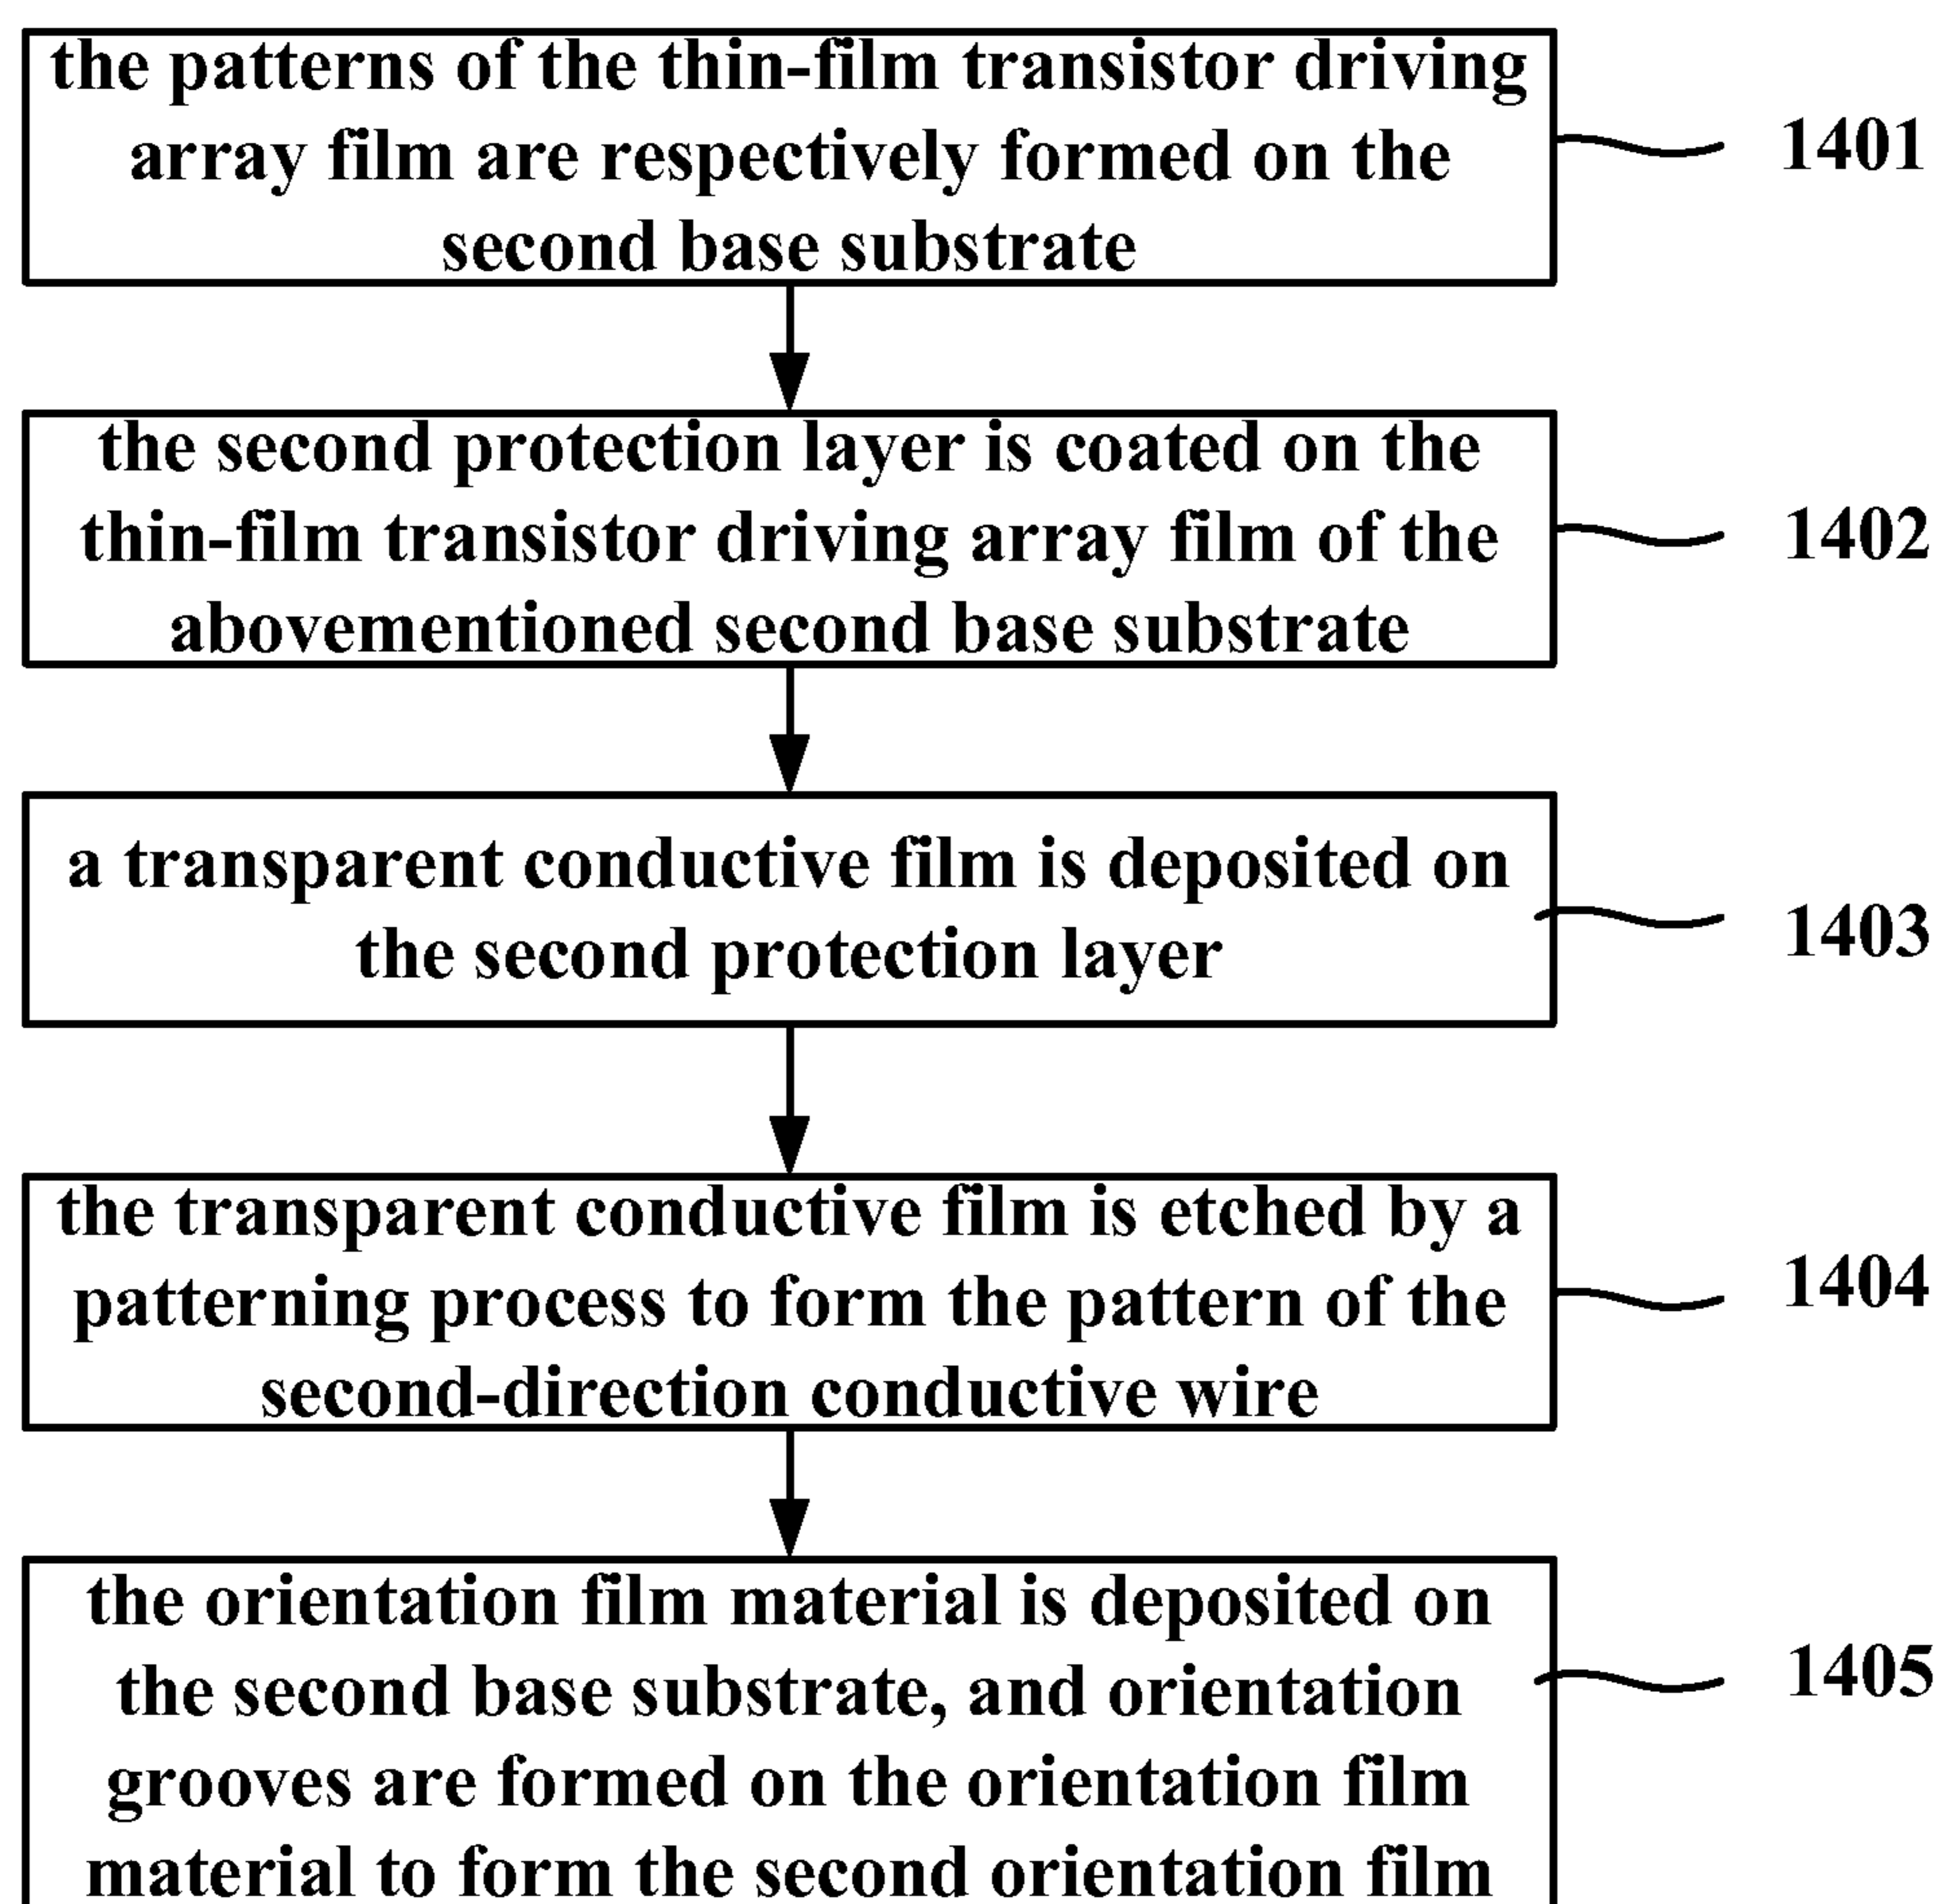 the patterns of the thin-film transistor driving
array film are respectively formed on the
second base substrate
1401
the second protection layer is coated on the
thin-film transistor driving array film of the
abovementioned second base substrate
1402
a transparent conductive film is deposited on
the second protection layer
1403
the transparent conductive film is etched by a
patterning process to form the pattern of the
second-direction conductive wire
1404
the orientation film material is deposited on
the second base substrate, and orientation
grooves are formed on the orientation film
material to form the second orientation film
1405